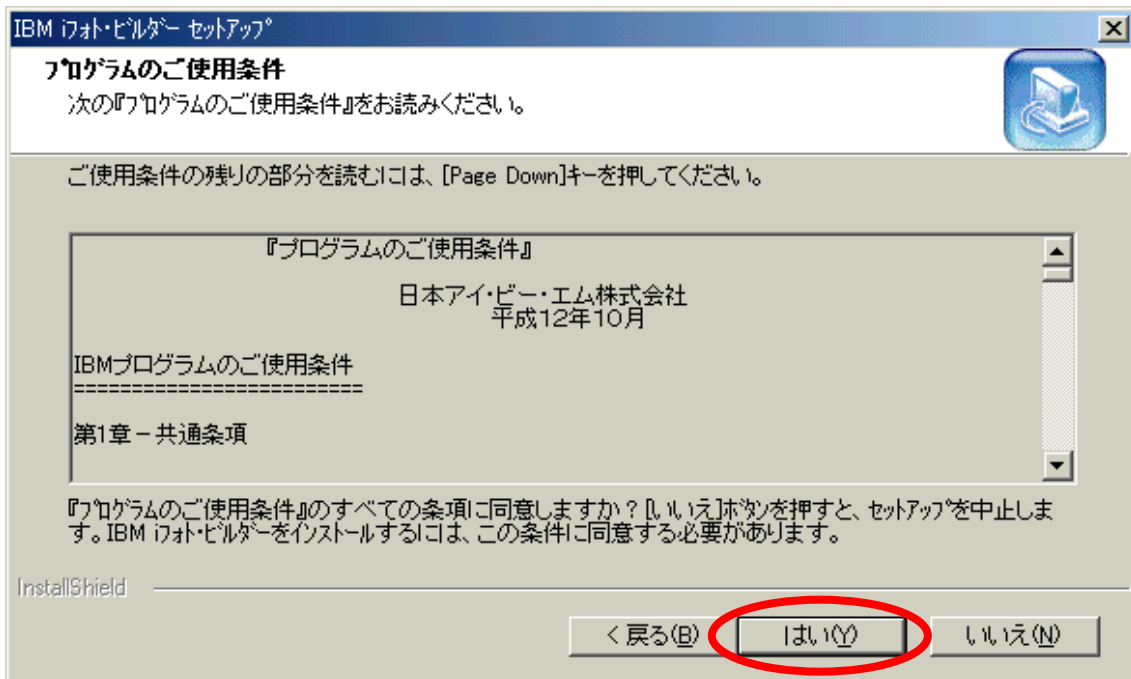 IBM iフォト・ビルダー セットアップ
プログラムのご使用条件
次の『プログラムのご使用条件』をお読みください。
ご使用条件の残りの部分を読むには、[Page Down]キーを押してください。
『プログラムのご使用条件』
日本アイ・ビー・エム株式会社
平成12年10月
IBMプログラムのご使用条件
=========================
第1章－共通条項
『プログラムのご使用条件』のすべての条項に同意しますか？[いいえ]ボタンを押すと、セットアップを中止しま
す。IBM iフォト・ビルダーをインストールするには、この条件に同意する必要があります。
InstallShield
< 戻る(B) はい(Y) いいえ(N)